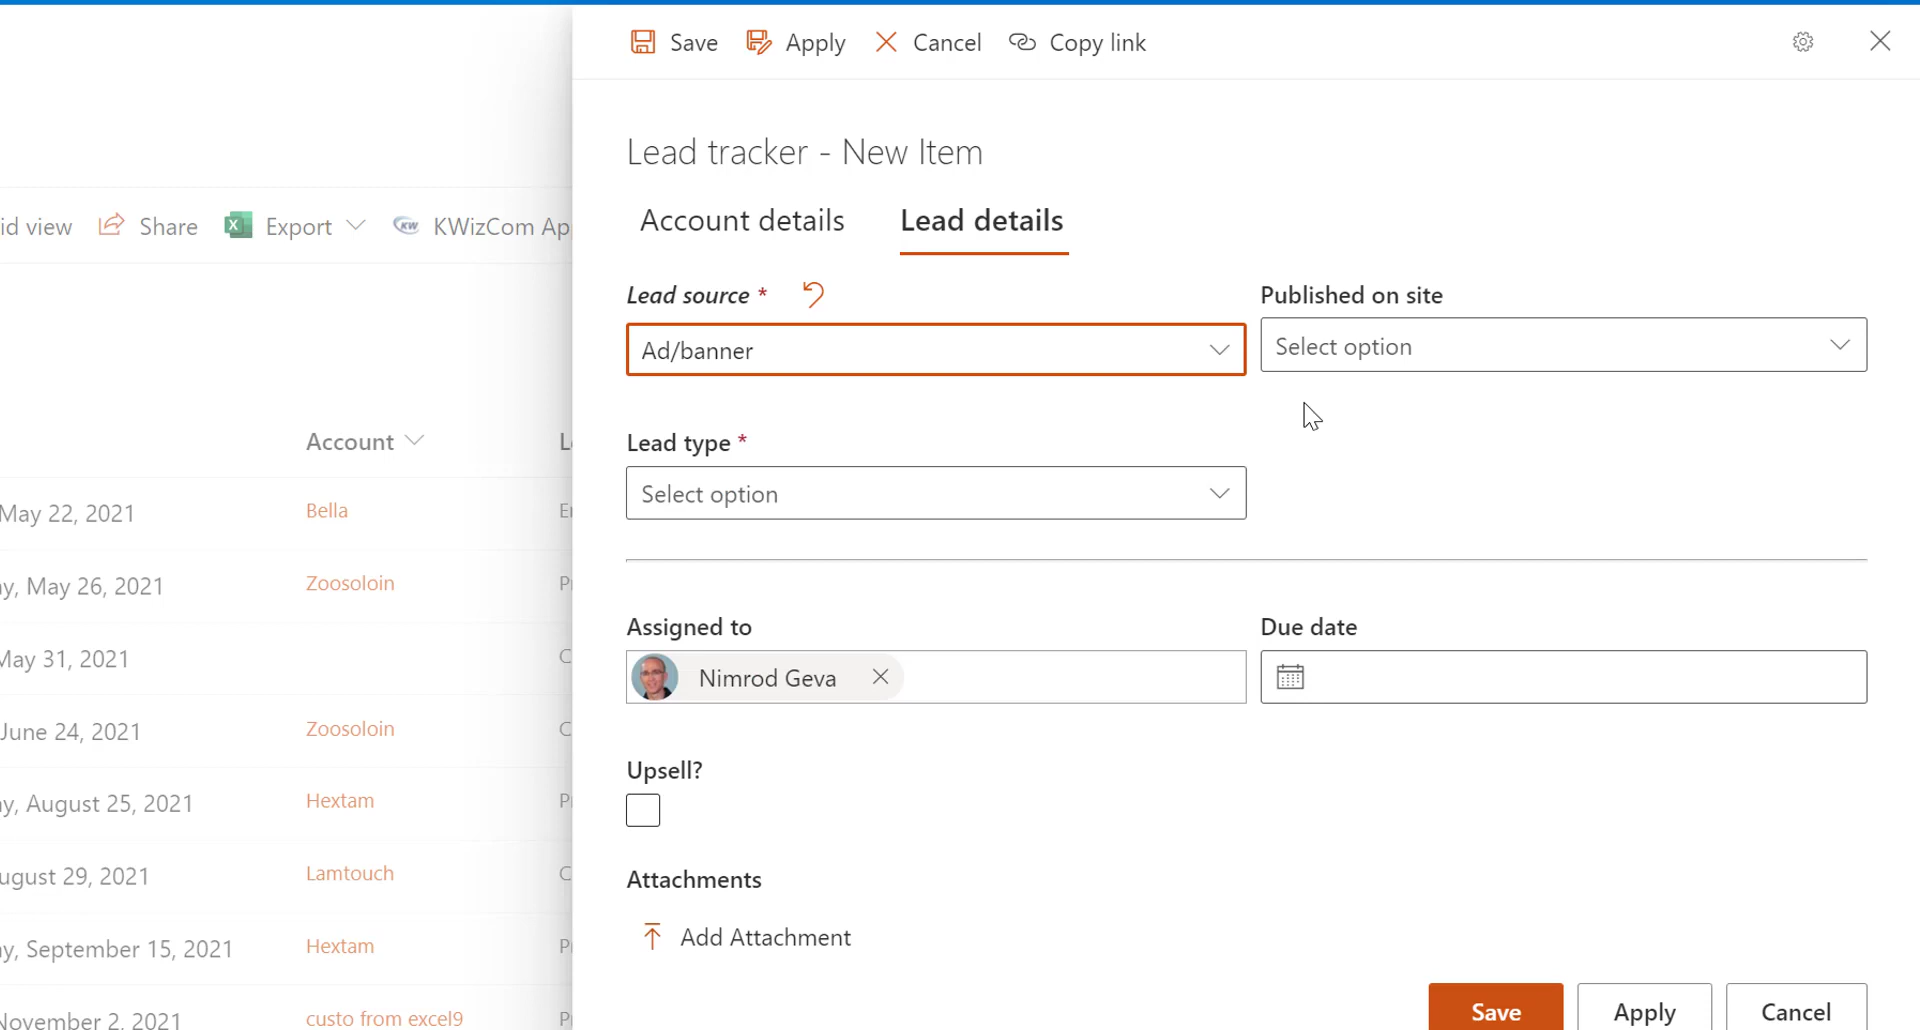 Save Apply Cancel Copy link
Lead tracker - New Item
Account details Lead details
id view Share Export KW KWizCom Ap
Lead source *
Ad/banner
Published on site
Select option
Lead type *
Select option
Assigned to
Nimrod Geva
Due date
Upsell?
Attachments
Add Attachment
Save Apply Cancel
Account
May 22, 2021 Bella
y, May 26, 2021 Zoosoloin
May 31, 2021
June 24, 2021 Zoosoloin
y, August 25, 2021 Hextam
ugust 29, 2021 Lamtouch
y, September 15, 2021 Hextam
November 2, 2021 custo from excel9